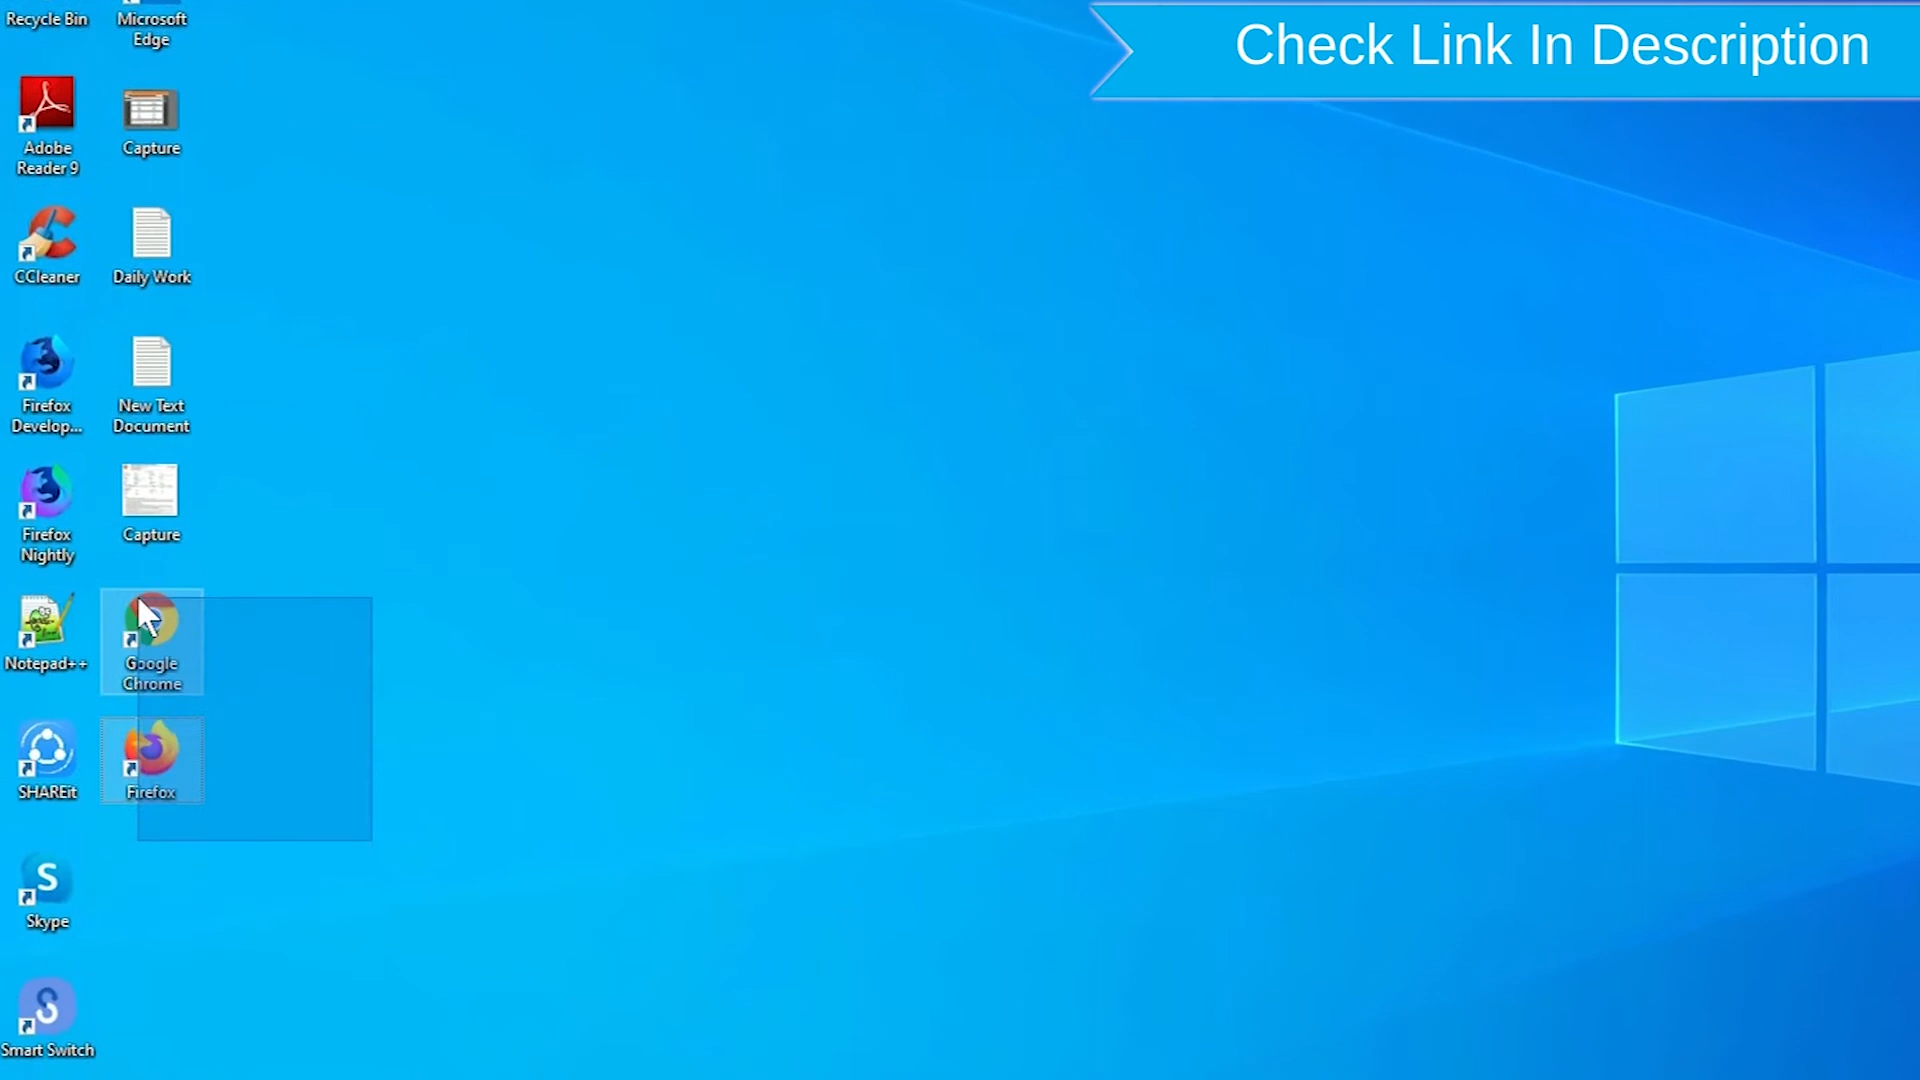 Recycle Bin
Microsoft
Edge
Check Link In Description
Adobe
Reader 9
Capture
CCleaner
Daily Work
Firefox
Develop...
New Text
Document
Firefox
Nightly
Capture
Notepad++
Google
Chrome
SHAREit
Firefox
S
Skype
Smart Switch